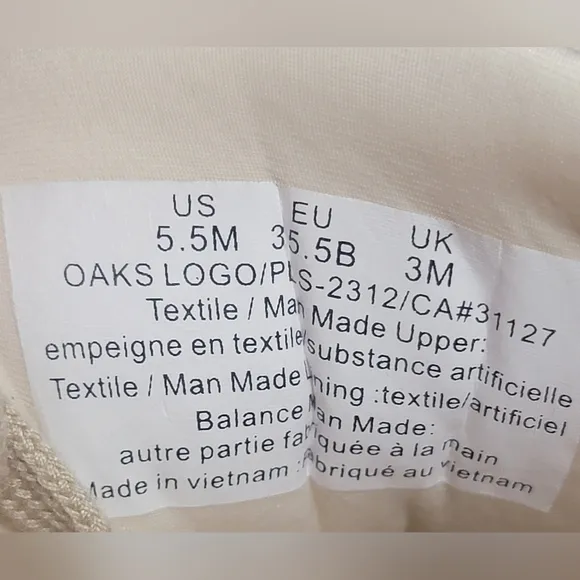 US EU UK
5.5M 35.5B 3M
OAKS LOGO/PLS-2312/CA#31127
Textile / Man Made Upper:
empeigne en textile/substance artificielle
Textile / Man Made Lining :textile/artificiel
Balance Man Made:
autre partie fabriquée à la main
Made in vietnam : fabriqué au vietnam